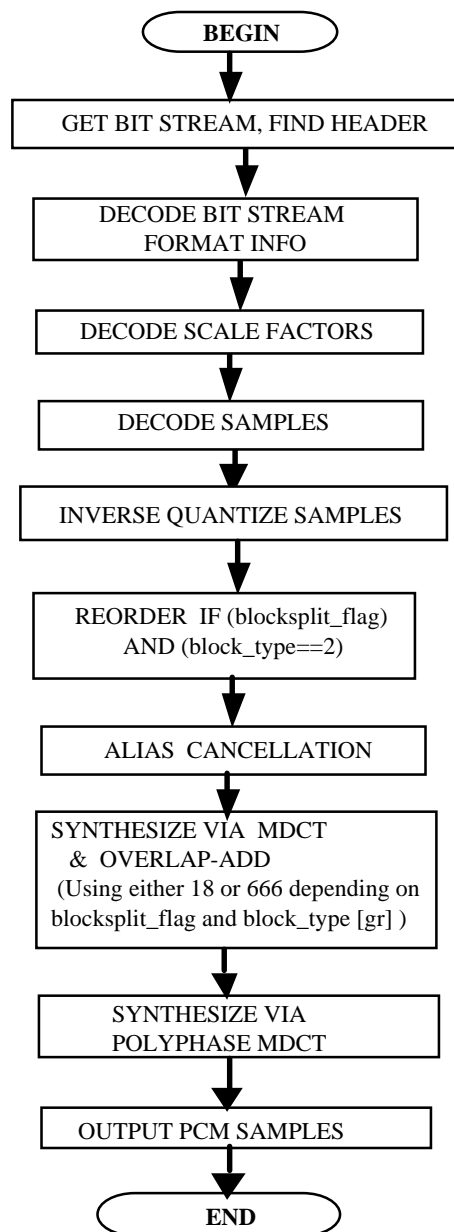 BEGIN
GET BIT STREAM, FIND HEADER
DECODE BIT STREAM
FORMAT INFO
DECODE SCALE FACTORS
DECODE SAMPLES
INVERSE QUANTIZE SAMPLES
REORDER IF (blocksplit_flag)
AND (block_type==2)
ALIAS CANCELLATION
SYNTHESIZE VIA MDCT
& OVERLAP-ADD
(Using either 18 or 666 depending on
blocksplit_flag and block_type [gr] )
SYNTHESIZE VIA
POLYPHASE MDCT
OUTPUT PCM SAMPLES
END